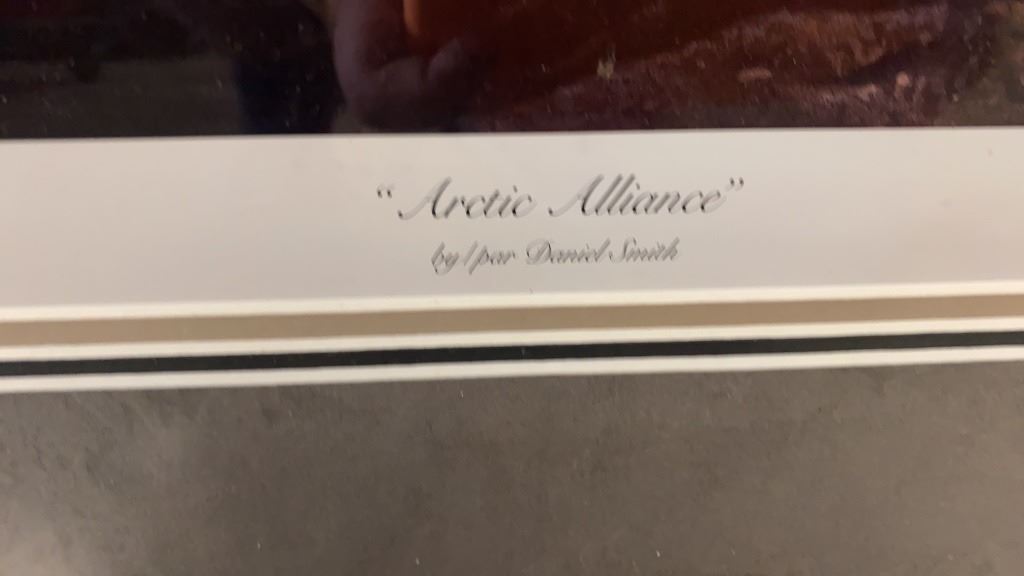 “Arctic Alliance”
by/par Daniel Smith